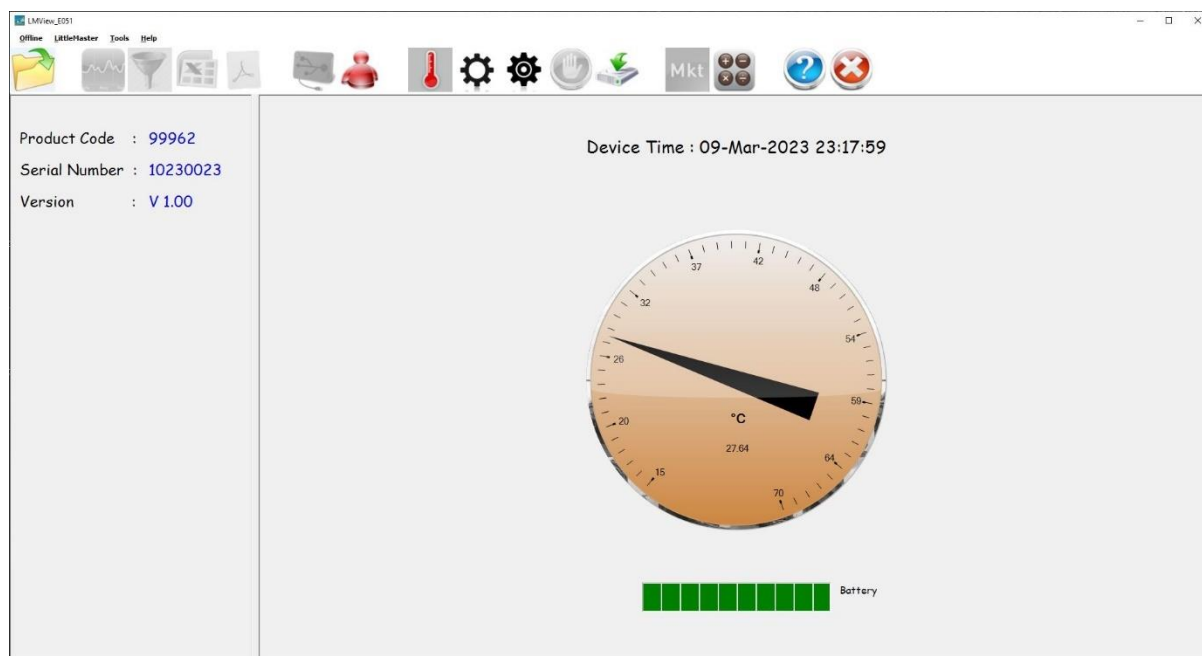 LMView_E051
Offline LittleMaster Tools Help
Mkt
Product Code : 99962
Serial Number : 10230023
Version : V 1.00
Device Time : 09-Mar-2023 23:17:59
42
37
48
32
54
26
59
°C
20
27.64
64
15
70
Battery